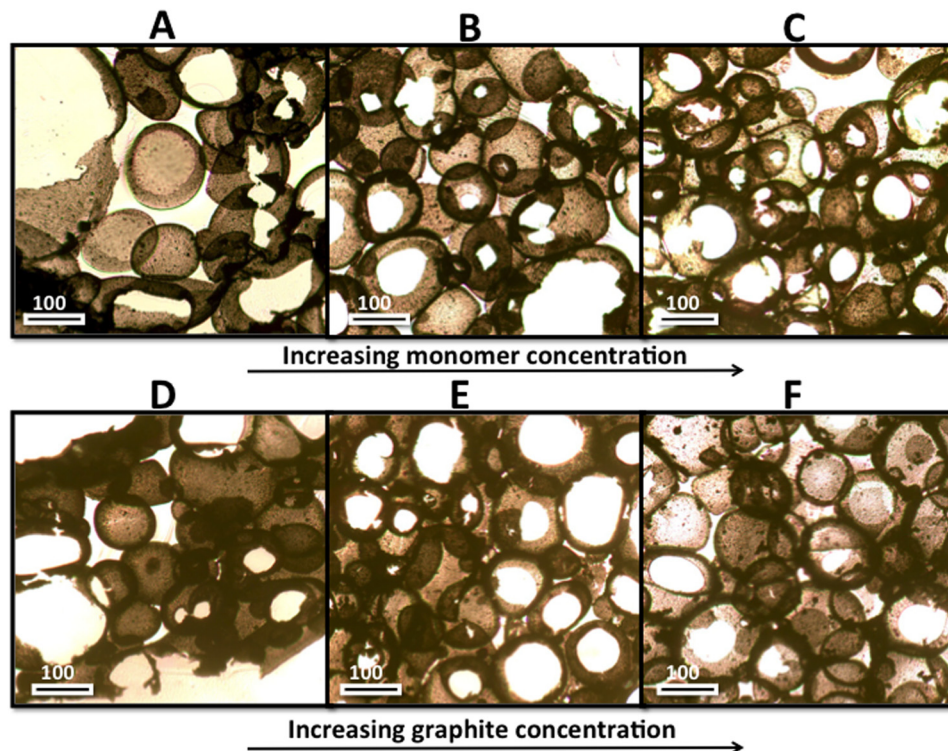 A B C
100 100 100
Increasing monomer concentration
D E F
100 100 100
Increasing graphite concentration